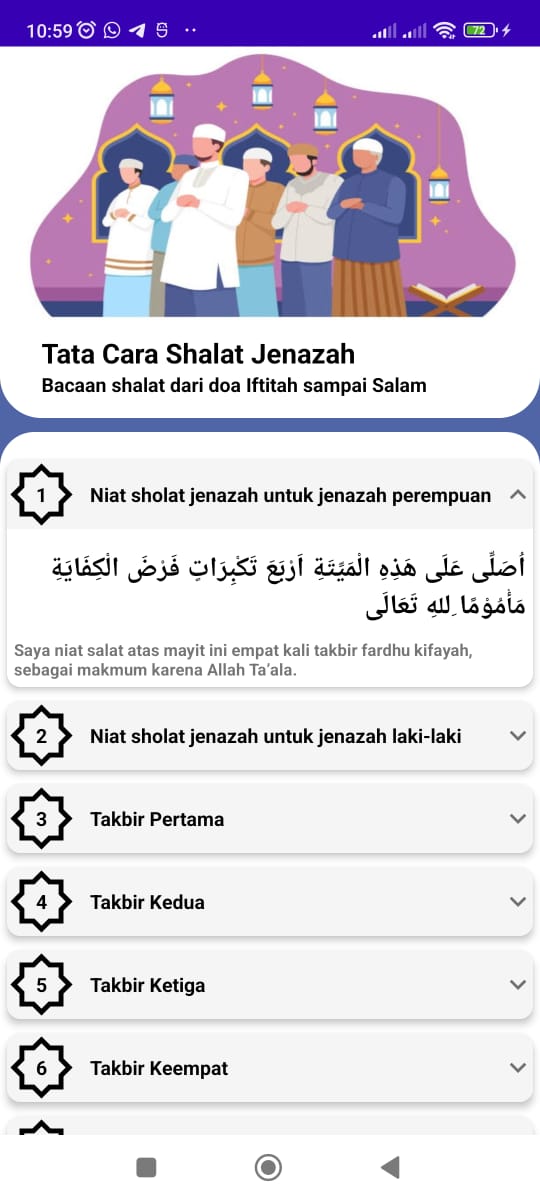 10:59
72
Tata Cara Shalat Jenazah
Bacaan shalat dari doa Iftitah sampai Salam
1 Niat sholat jenazah untuk jenazah perempuan
اُصَلِّى عَلَى هَذِهِ الْمَيِّتَةِ اَرْبَعَ تَكْبِرَاتٍ فَرْضَ الْكِفَايَةِ
مَأْمُوْمًا ِللهِ تَعَالَى
Saya niat salat atas mayit ini empat kali takbir fardhu kifayah,
sebagai makmum karena Allah Ta'ala.
2 Niat sholat jenazah untuk jenazah laki-laki
3 Takbir Pertama
4 Takbir Kedua
5 Takbir Ketiga
6 Takbir Keempat